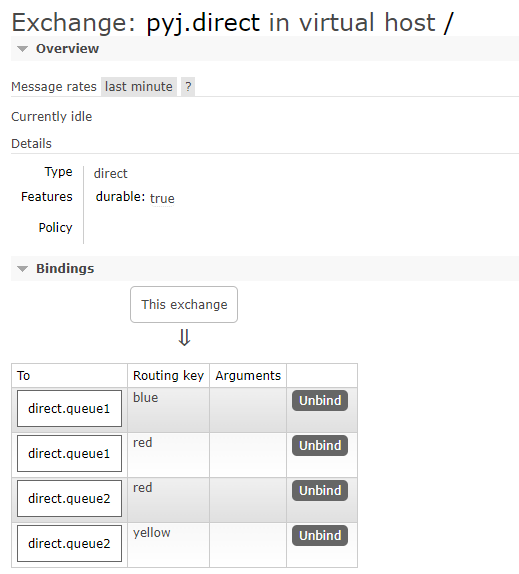 Exchange: pyj.direct in virtual host /
Overview
Message rates last minute ?
Currently idle
Details
Type direct
Features durable: true
Policy
Bindings
This exchange
⇓
To Routing key Arguments
direct.queue1 blue Unbind
direct.queue1 red Unbind
direct.queue2 red Unbind
direct.queue2 yellow Unbind